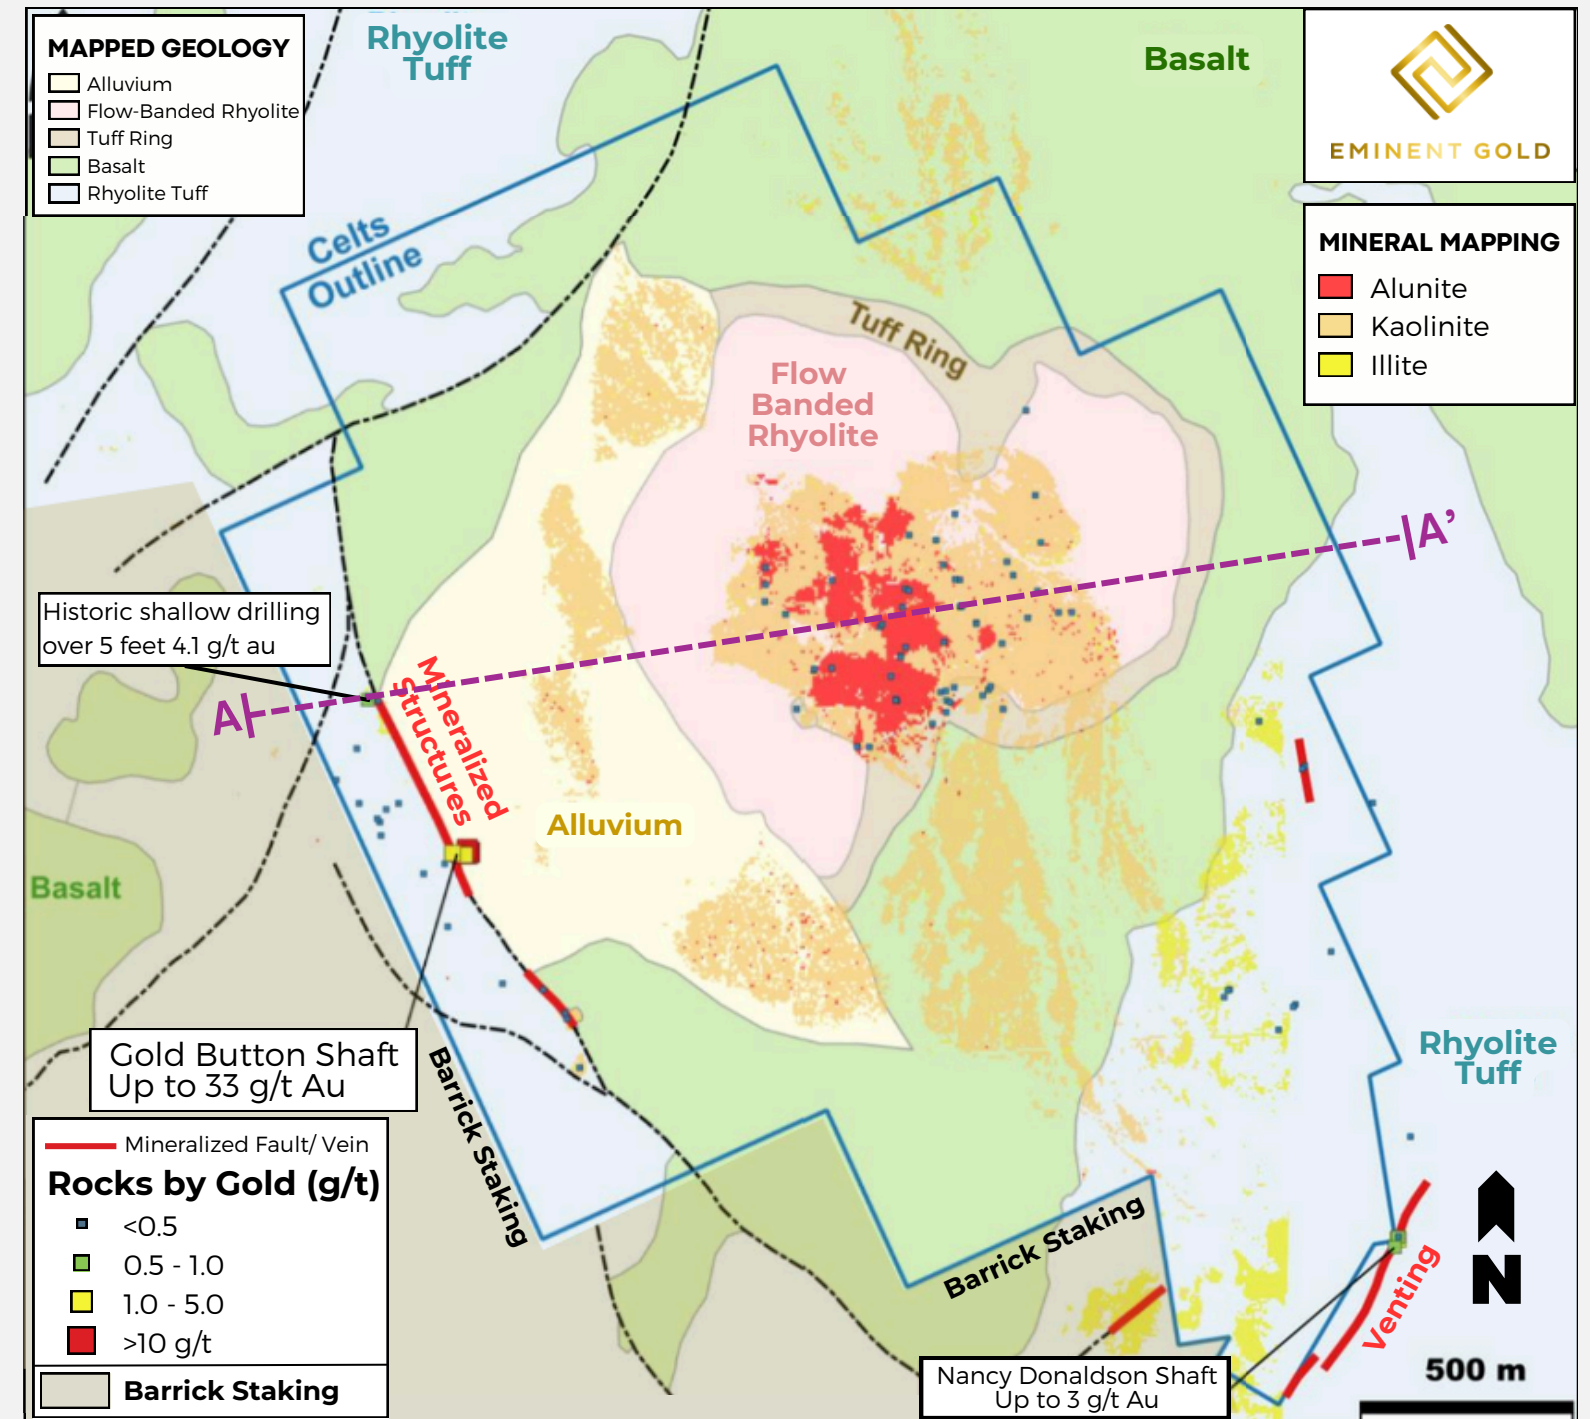 MAPPED GEOLOGY
Alluvium
Flow-Banded Rhyolite
Tuff Ring
Basalt
Rhyolite Tuff
Rhyolite
Tuff
Basalt
EMINENT GOLD
MINERAL MAPPING
Alunite
Kaolinite
Illite
Celts
Outline
Tuff Ring
Flow
Banded
Rhyolite
A'
Historic shallow drilling
over 5 feet 4.1 g/t au
A
Mineralized
Structures
Alluvium
Basalt
Gold Button Shaft
Up to 33 g/t Au
Rhyolite
Tuff
Barrick Staking
Barrick Staking
Mineralized Fault/ Vein
Rocks by Gold (g/t)
<0.5
0.5 - 1.0
1.0 - 5.0
>10 g/t
Barrick Staking
N
Venting
Nancy Donaldson Shaft
Up to 3 g/t Au
500 m